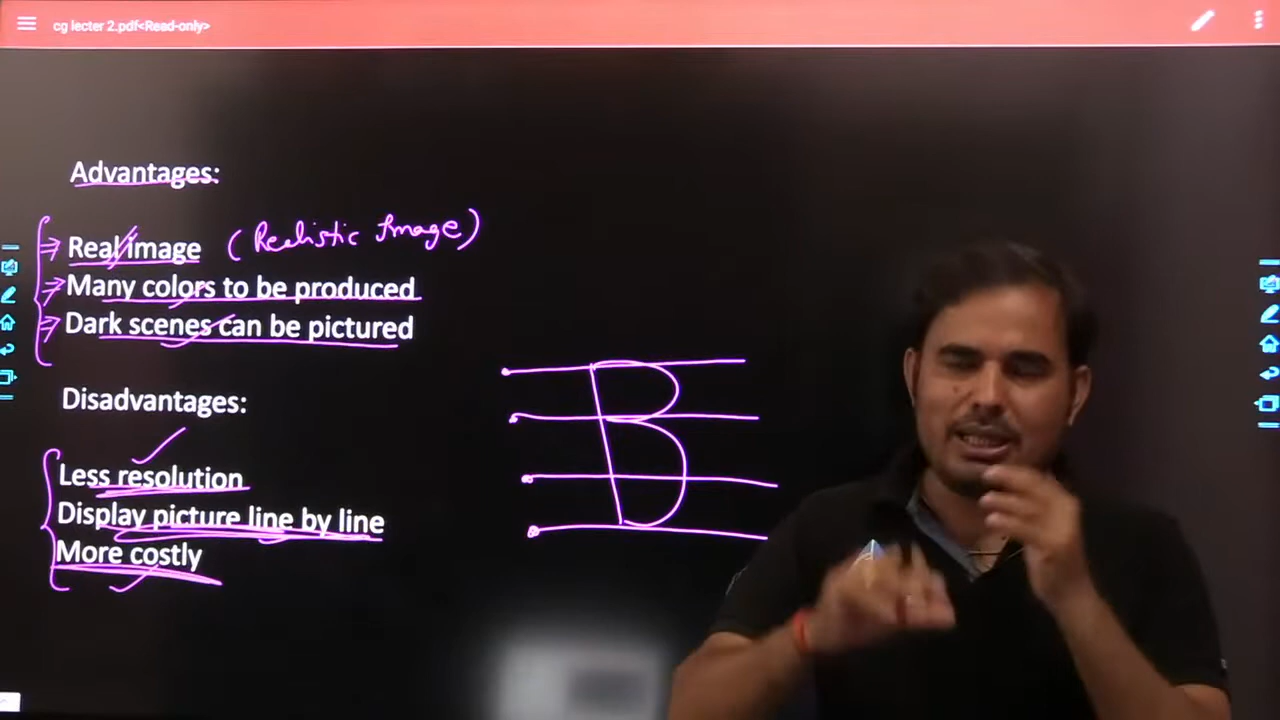 cg lecter 2.pdf<Read-only>
Advantages:
Real image (Realistic Image)
Many colors to be produced
Dark scenes can be pictured
Disadvantages:
Less resolution
Display picture line by line
More costly
B